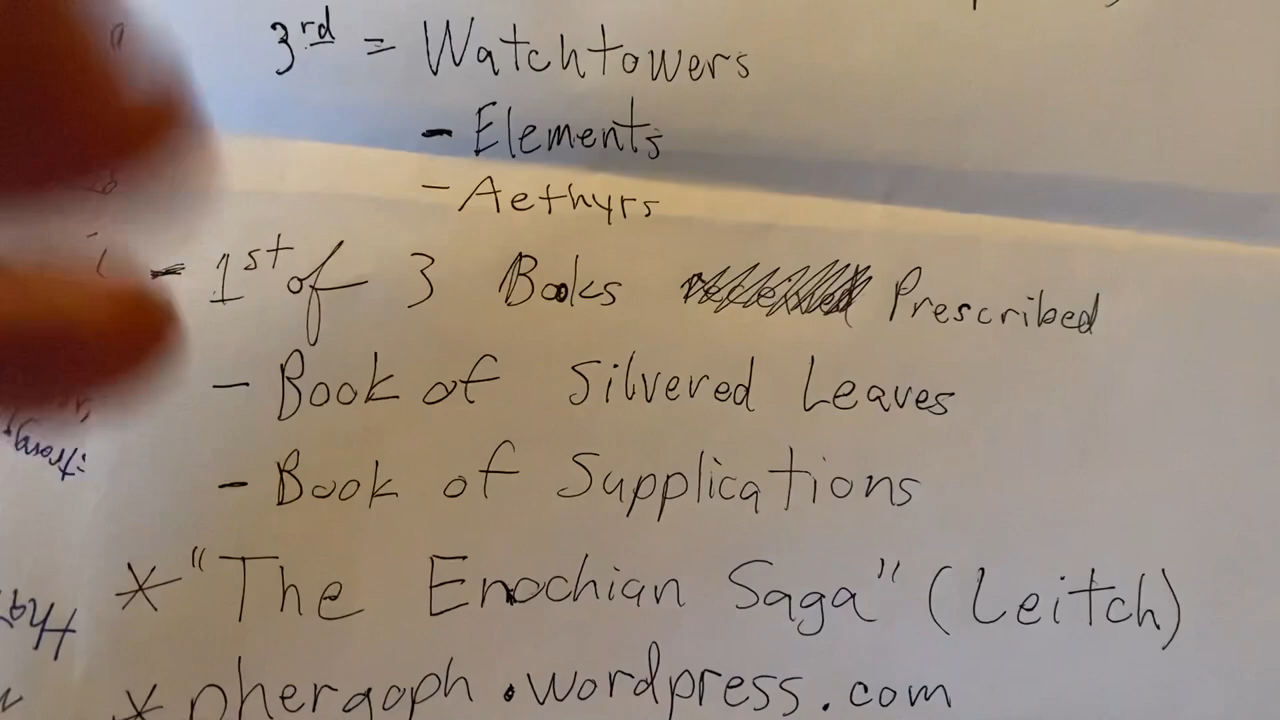 3rd = Watchtowers
- Elements
- Aethyrs
- 1st of 3 Books Prescribed
- Book of Silvered Leaves
- Book of Supplications
* "The Enochian Saga" (Leitch)
* phergoph.wordpress.com